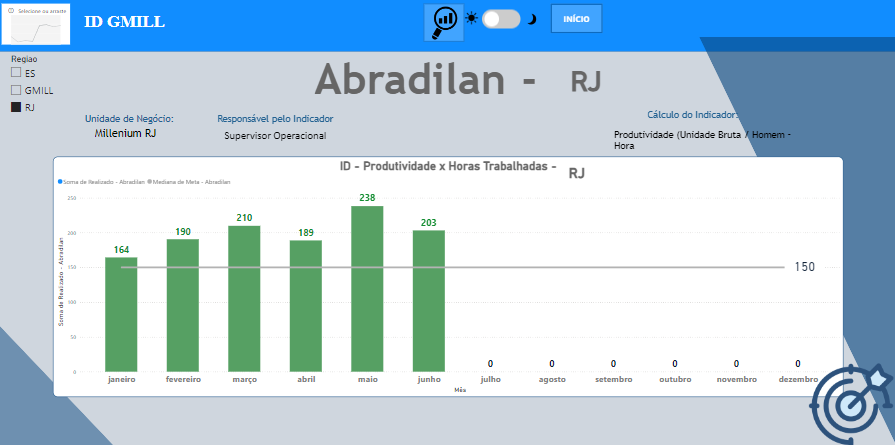 Selecione ou arraste
ID GMILL
INÍCIO
Regiao
ES
GMILL
RJ
Abradilan - RJ
Unidade de Negócio:
Millenium RJ
Responsável pelo Indicador
Supervisor Operacional
Cálculo do Indicador:
Produtividade (Unidade Bruta / Homem -
Hora
ID - Produtividade x Horas Trabalhadas - RJ
Soma de Realizado - Abradilan Mediana de Meta - Abradilan
Soma de Realizado - Abradilan
250
200
150
100
50
0
164
190
210
189
238
203
0
0
0
0
0
0
150
janeiro
fevereiro
março
abril
maio
junho
julho
agosto
setembro
outubro
novembro
dezembro
Mês